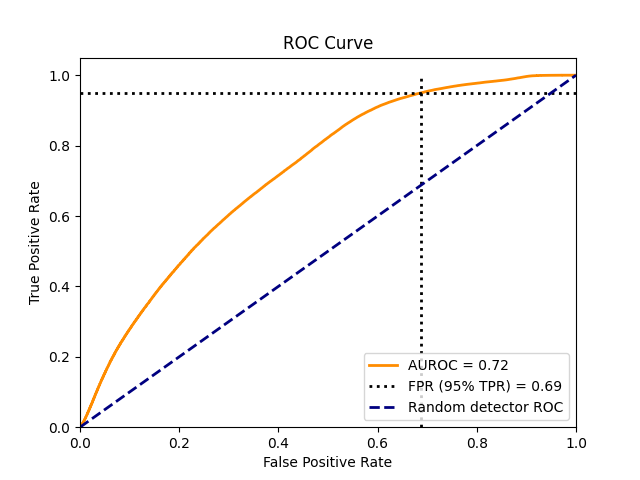 ROC Curve
1.0
0.8
0.6
0.4
0.2
0.0
True Positive Rate
AUROC = 0.72
FPR (95% TPR) = 0.69
Random detector ROC
0.0 0.2 0.4 0.6 0.8 1.0
False Positive Rate